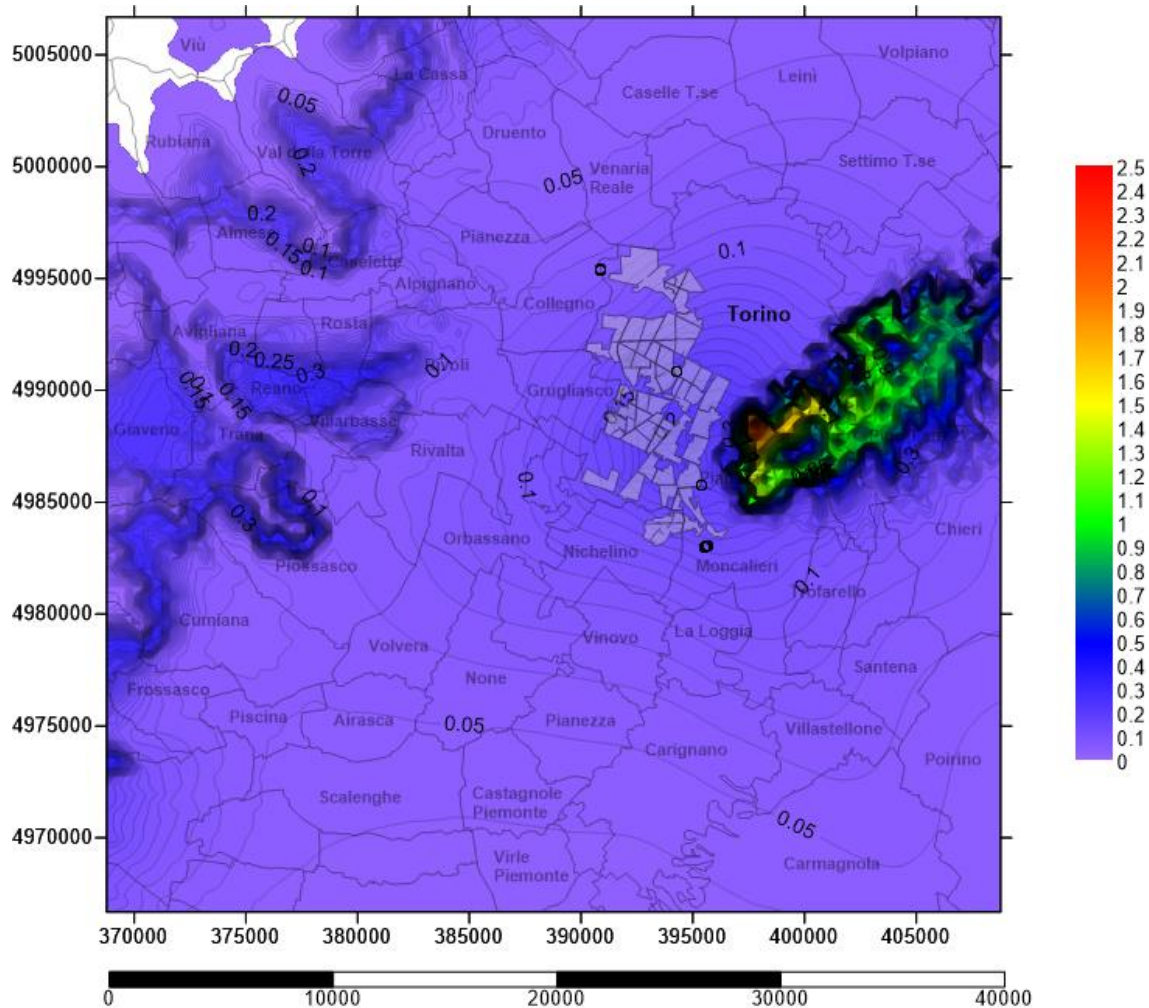 5005000
5000000
4995000
4990000
4985000
4980000
4975000
4970000
370000
375000
380000
385000
390000
395000
400000
405000
0
10000
20000
30000
40000
2.5
2.4
2.3
2.2
2.1
2
1.9
1.8
1.7
1.6
1.5
1.4
1.3
1.2
1.1
1
0.9
0.8
0.7
0.6
0.5
0.4
0.3
0.2
0.1
0
Viù
La Cassa
Volpiano
Leinì
Caselle T.se
0.05
Rubiana
Val della Torre
0.2
Druento
Venaria
Reale
0.05
Settimo T.se
0.2
Almese
0.15
0.1
0.1
Caselette
Pianezza
0.1
Alpignano
Collegno
Torino
Avigliana
Rosta
0.2
0.25
0.3
Reano
Rivoli
0.1
0.15
0.15
Grugliasco
0.15
0.2
Villarbasse
Giaveno
Trana
Rivalta
0.1
0.3
0.1
0.3
Orbassano
Nichelino
Moncalieri
Chieri
Piossasco
0.1
Trofarello
Cumiana
Volvera
Vinovo
La Loggia
Santena
None
Frossasco
Piscina
Airasca
0.05
Pianezza
Villastellone
Carignano
Poirino
Scalenghe
Castagnole
Piemonte
0.05
Virle
Piemonte
Carmagnola